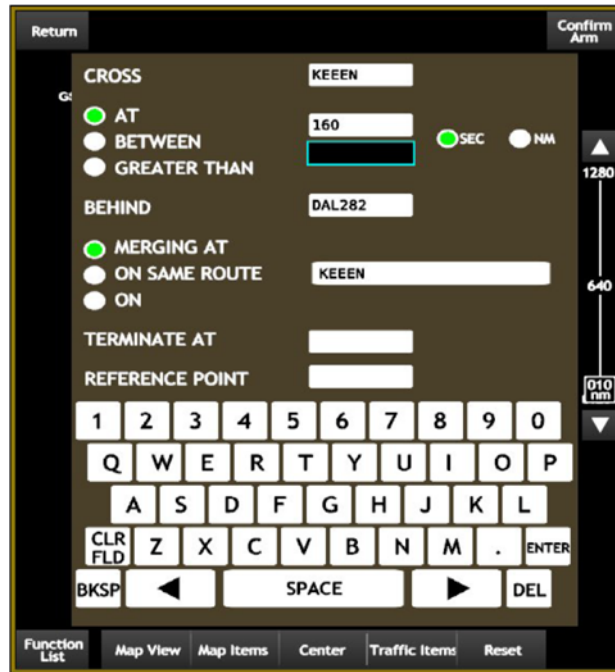 Return
Confirm
Arm
CROSS KEEEN
AT 160 SEC NM
BETWEEN
GREATER THAN
1280
BEHIND DAL282
MERGING AT
ON SAME ROUTE KEEEN
640
ON
TERMINATE AT
REFERENCE POINT
010
nm
1 2 3 4 5 6 7 8 9 0
Q W E R T Y U I O P
A S D F G H J K L
CLR
FLD Z X C V B N M . ENTER
BKSP SPACE DEL
Function
List
Map View Map Items Center Traffic Items Reset